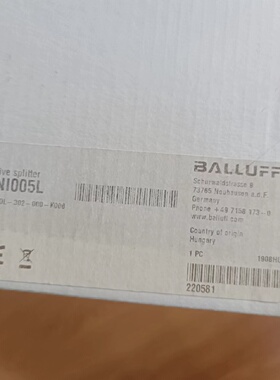 BALLUFF
ive splitter
NI005L
Schurwaldstrasse 9
73765 Neuhausen a.d.F.
Germany
Phone +49 7158 173-0
www.balluff.com
Country of origin
Hungary
1 PC
220581